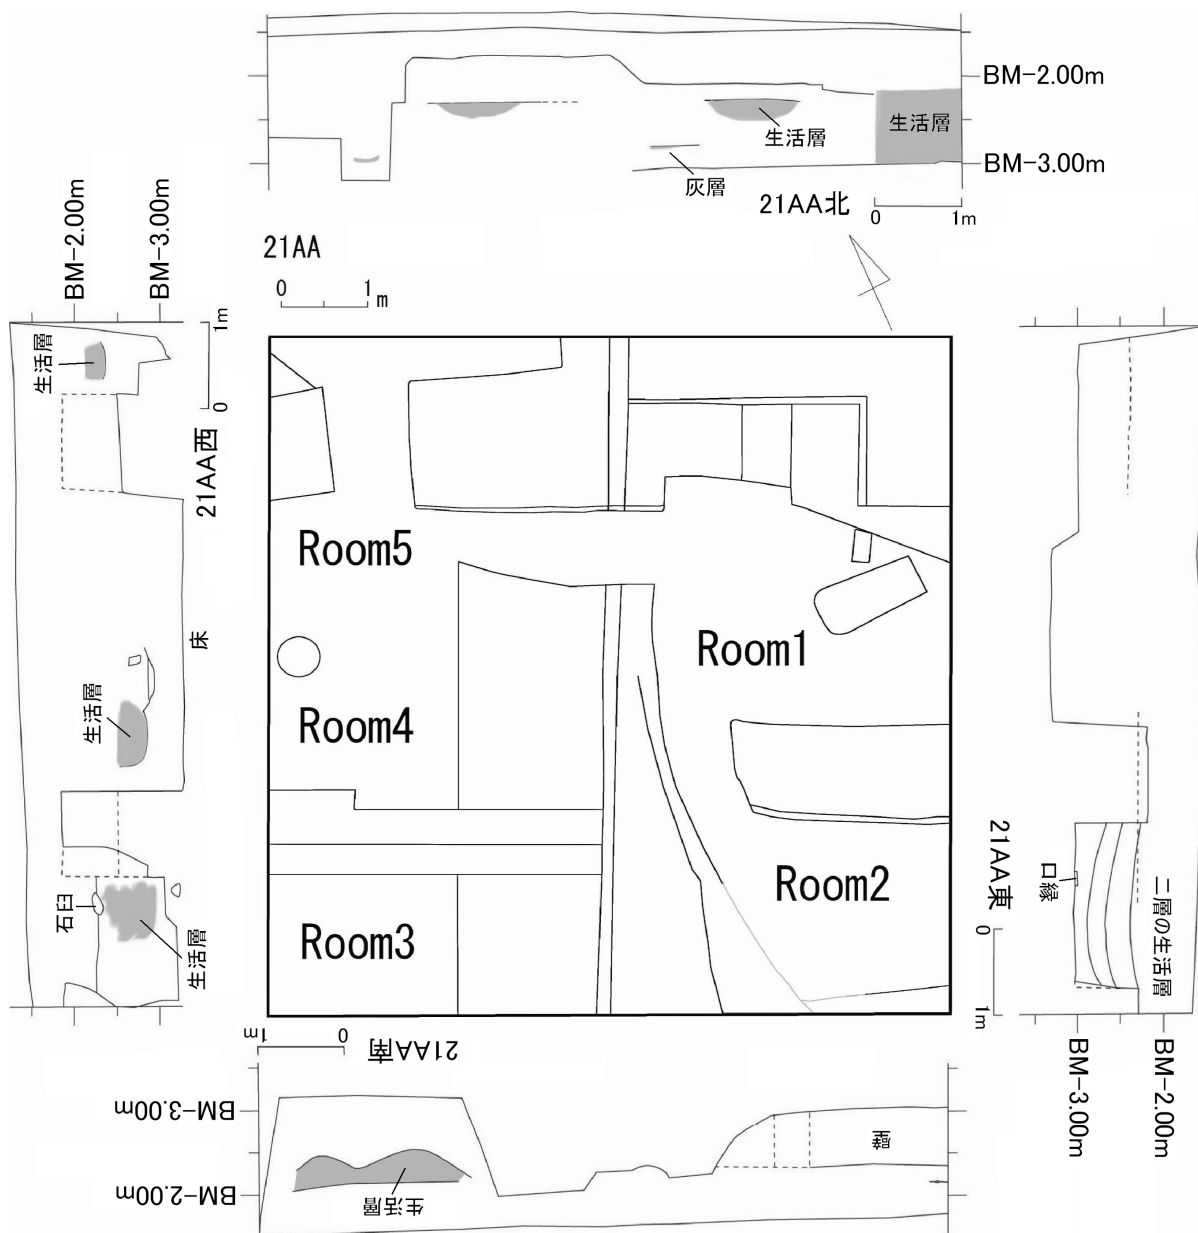 BM-2.00m
生活層
生活層
BM-3.00m
灰層
21AA北
0 1m
21AA
0 1m
BM-2.00m
BM-3.00m
生活層
1m
0
21AA西
床
生活層
石臼
生活層
Room5
Room1
Room4
Room2
Room3
21AA東
口縁
二層の生活層
0
1m
BM-3.00m
BM-2.00m
1m 0
21AA南
BM-3.00m
壁
BM-2.00m
生活層